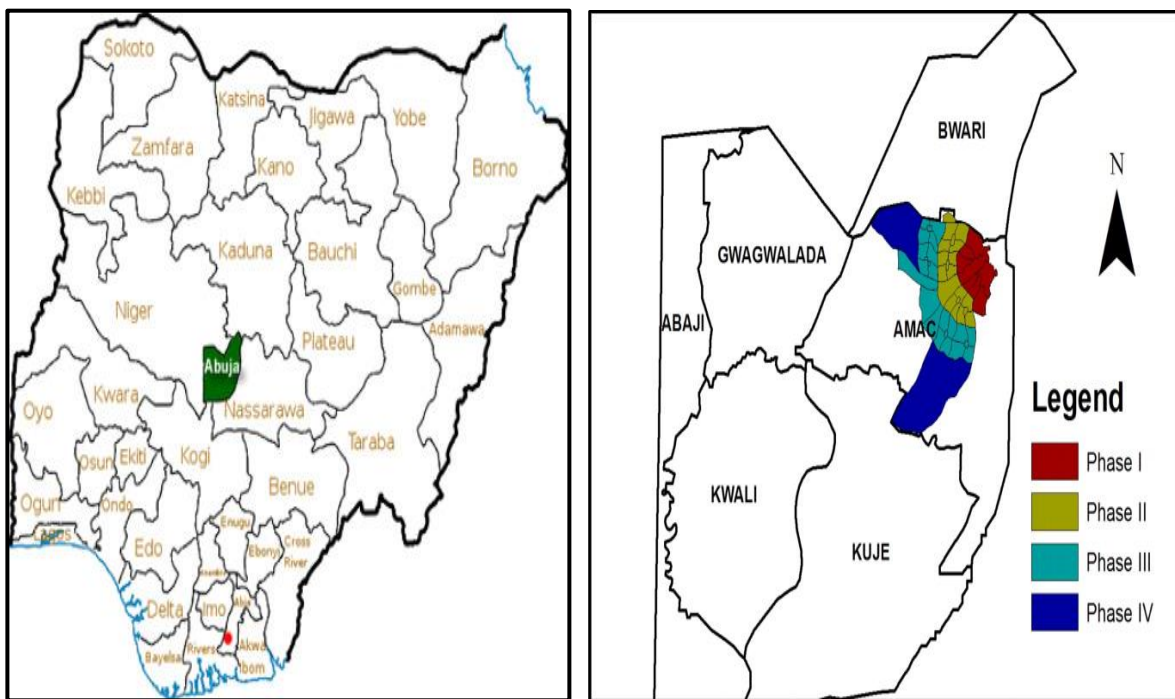 Sokoto
Katsina
Jigawa
Yobe
Zamfara
Kano
Borno
Kebbi
Kaduna
Bauchi
Gombe
Niger
Adamawa
Plateau
Abuja
Kwara
Nassarawa
Oyo
Taraba
Osun
Ekiti
Kogi
Benue
Ogun
Ondo
Lagos
Enugu
Edo
Ebonyi
Cross
River
Delta
Imo
Abia
Bayelsa
Rivers
Akwa
Ibom
BWARI
N
GWAGWALADA
ABAJI
AMAC
KWALI
KUJE
Legend
Phase I
Phase II
Phase III
Phase IV